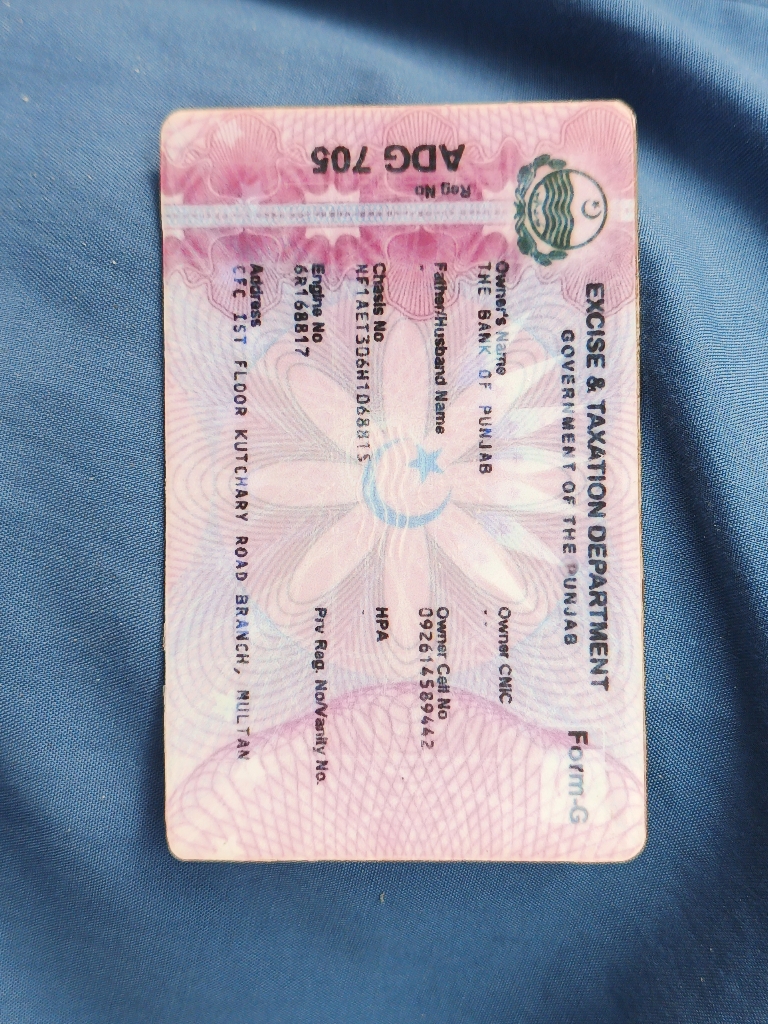 EXCISE & TAXATION DEPARTMENT
GOVERNMENT OF THE PUNJAB
Form-G
Reg No
ADG 705
Owner's Name
THE BANK OF PUNJAB
Owner CNIC
- -
Father/Husband Name
-
Owner Cell No
092614589442
Chasis No
NF1AET306H1068815
HPA
-
Engine No
6R168817
Prv Reg. No/Vanity No.
Address
CFC 1ST FLOOR KUTCHARY ROAD BRANCH, MULTAN